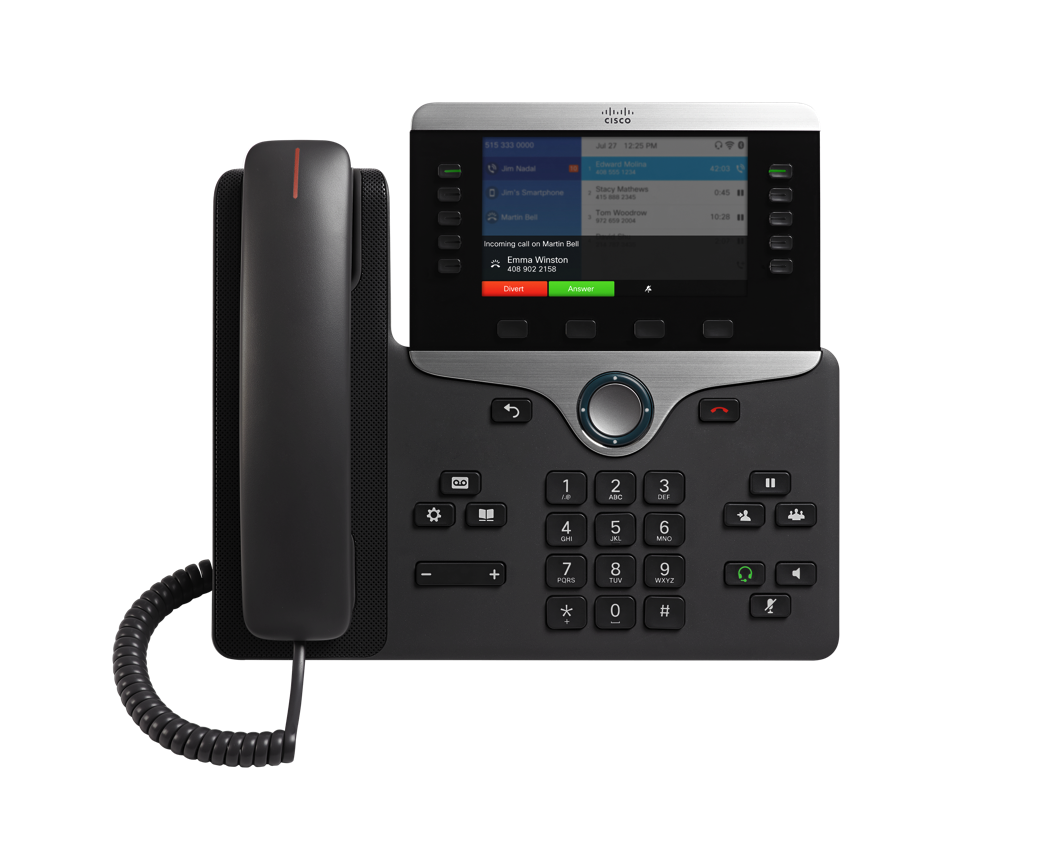 CISCO
515 333 0000
Jul 27 12:25 PM
Jim Nadal
Edward Moline 42:03
408 555 1234
Jim's Smartphone
Stacy Mathews 0:45
415 888 2345
Martin Bell
Tom Woodrow 10:28
972 859 2004
Incoming call on Martin Bell
Emma Winston
408 902 2158
Divert Answer
1 2 3
/.@ ABC DEF
4 5 6
GHI JKL MNO
7 8 9
PQRS TUV WXYZ
* 0 #
+
− +